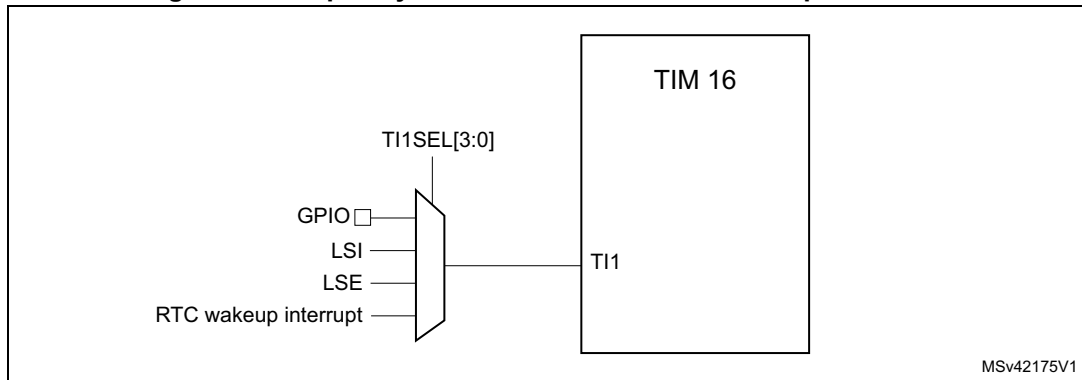 TIM 16
TI1SEL[3:0]
GPIO
LSI
TI1
LSE
RTC wakeup interrupt
MSv42175V1